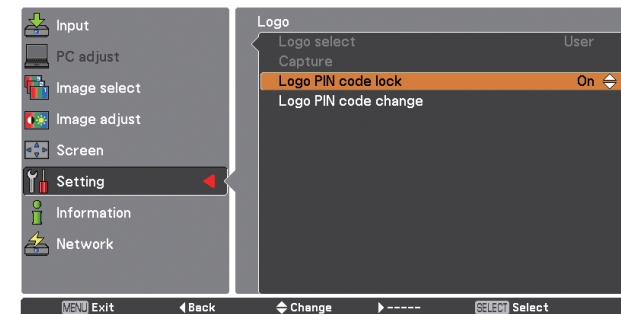 Input
PC adjust
Image select
Image adjust
Screen
Setting
Information
Network
Logo
Logo select User
Capture
Logo PIN code lock On
Logo PIN code change
MENU Exit Back Change ----- SELECT Select